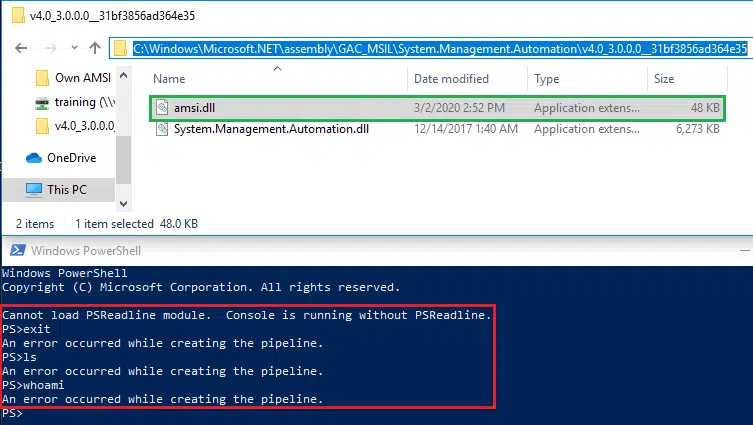 v4.0_3.0.0.0__31bf3856ad364e35
C:\Windows\Microsoft.NET\assembly\GAC_MSIL\System.Management.Automation\v4.0_3.0.0.0__31bf3856ad364e35
Own AMSI
training (\\v
v4.0_3.0.0.0_
OneDrive
This PC
Name Date modified Type Size
amsi.dll 3/2/2020 2:52 PM Application extens... 48 KB
System.Management.Automation.dll 12/14/2017 1:40 AM Application extens... 6,273 KB
2 items 1 item selected 48.0 KB
Windows PowerShell
Windows PowerShell
Copyright (C) Microsoft Corporation. All rights reserved.
Cannot load PSReadline module.  Console is running without PSReadline.
PS>exit
An error occurred while creating the pipeline.
PS>ls
An error occurred while creating the pipeline.
PS>whoami
An error occurred while creating the pipeline.
PS>